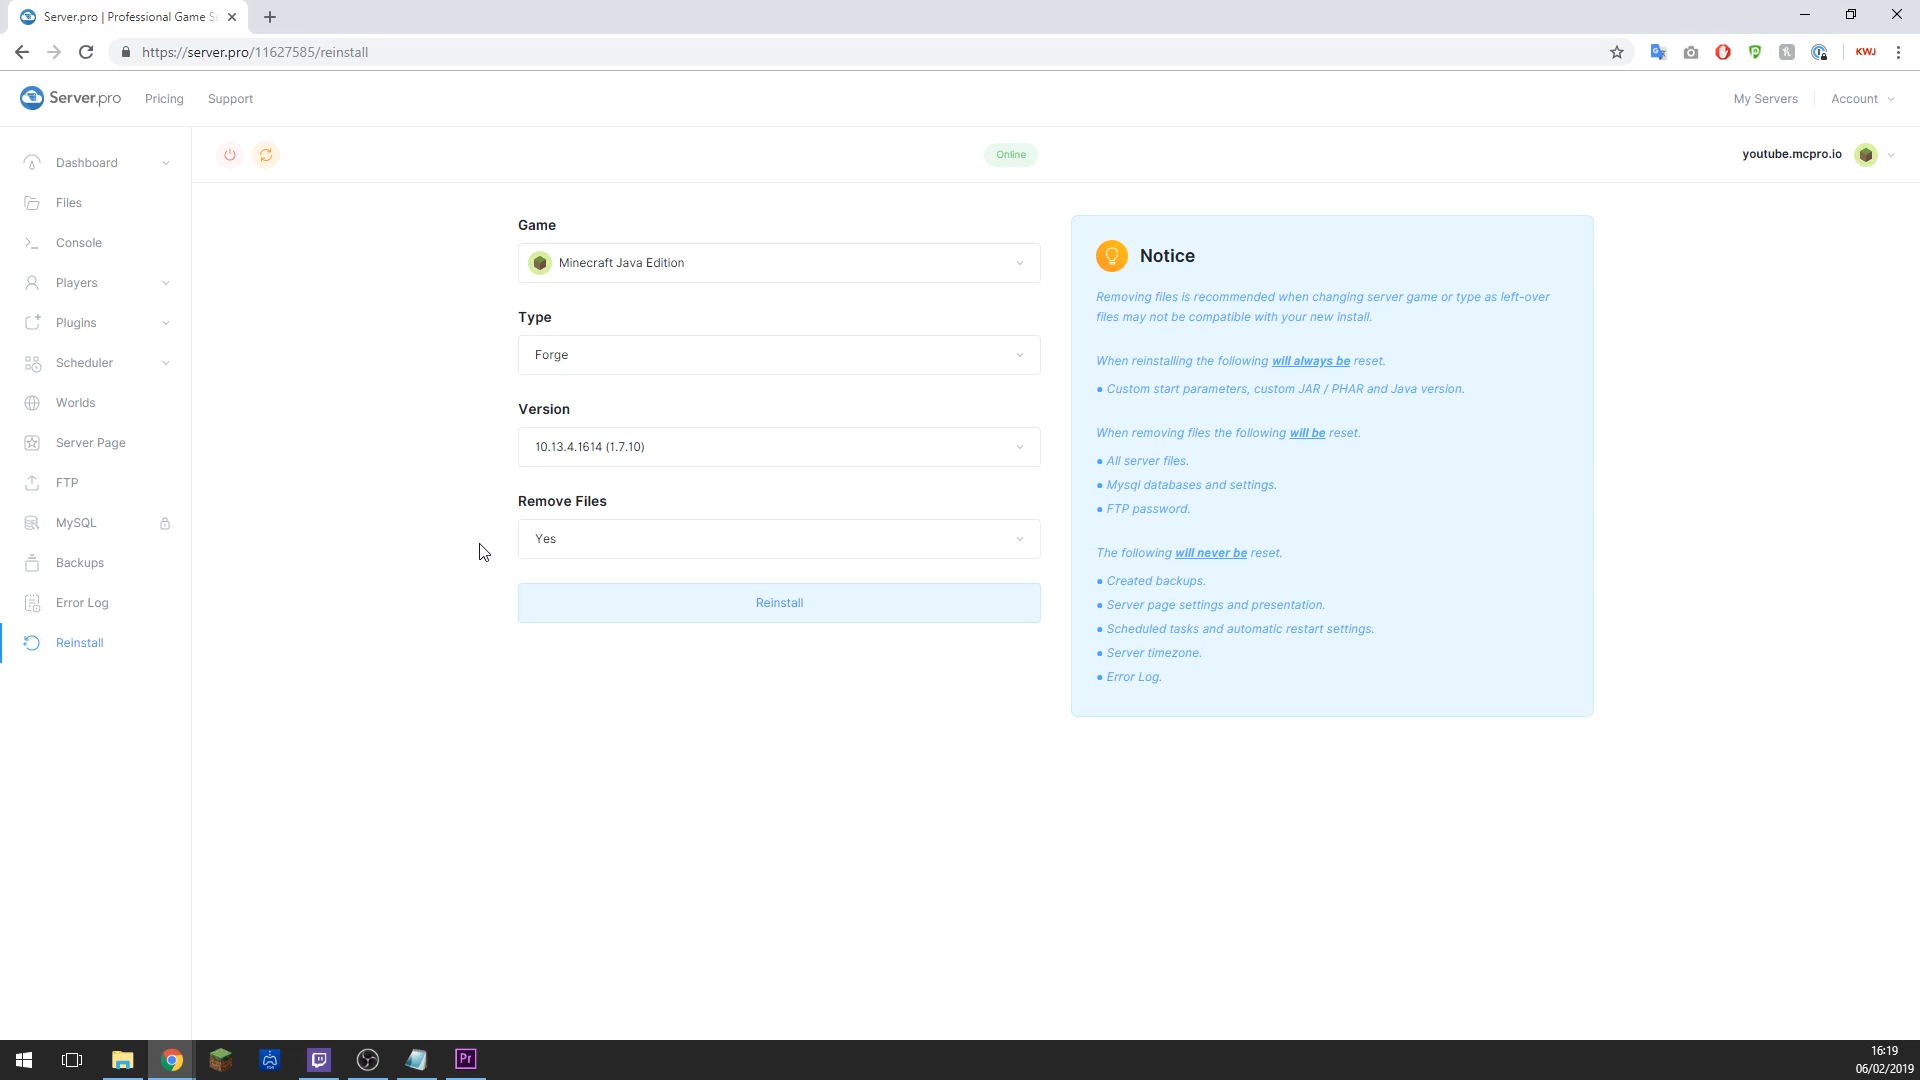 Server.pro | Professional Game Se
https://server.pro/11627585/reinstall
KWJ
Server.pro
Pricing
Support
My Servers
Account
Dashboard
Files
Console
Players
Plugins
Scheduler
Worlds
Server Page
FTP
MySQL
Backups
Error Log
Reinstall
Online
youtube.mcpro.io
Game
Minecraft Java Edition
Type
Forge
Version
10.13.4.1614 (1.7.10)
Remove Files
Yes
Reinstall
Notice
Removing files is recommended when changing server game or type as left-over
files may not be compatible with your new install.
When reinstalling the following will always be reset.
• Custom start parameters, custom JAR / PHAR and Java version.
When removing files the following will be reset.
• All server files.
• Mysql databases and settings.
• FTP password.
The following will never be reset.
• Created backups.
• Server page settings and presentation.
• Scheduled tasks and automatic restart settings.
• Server timezone.
• Error Log.
Pr
16:19
06/02/2019